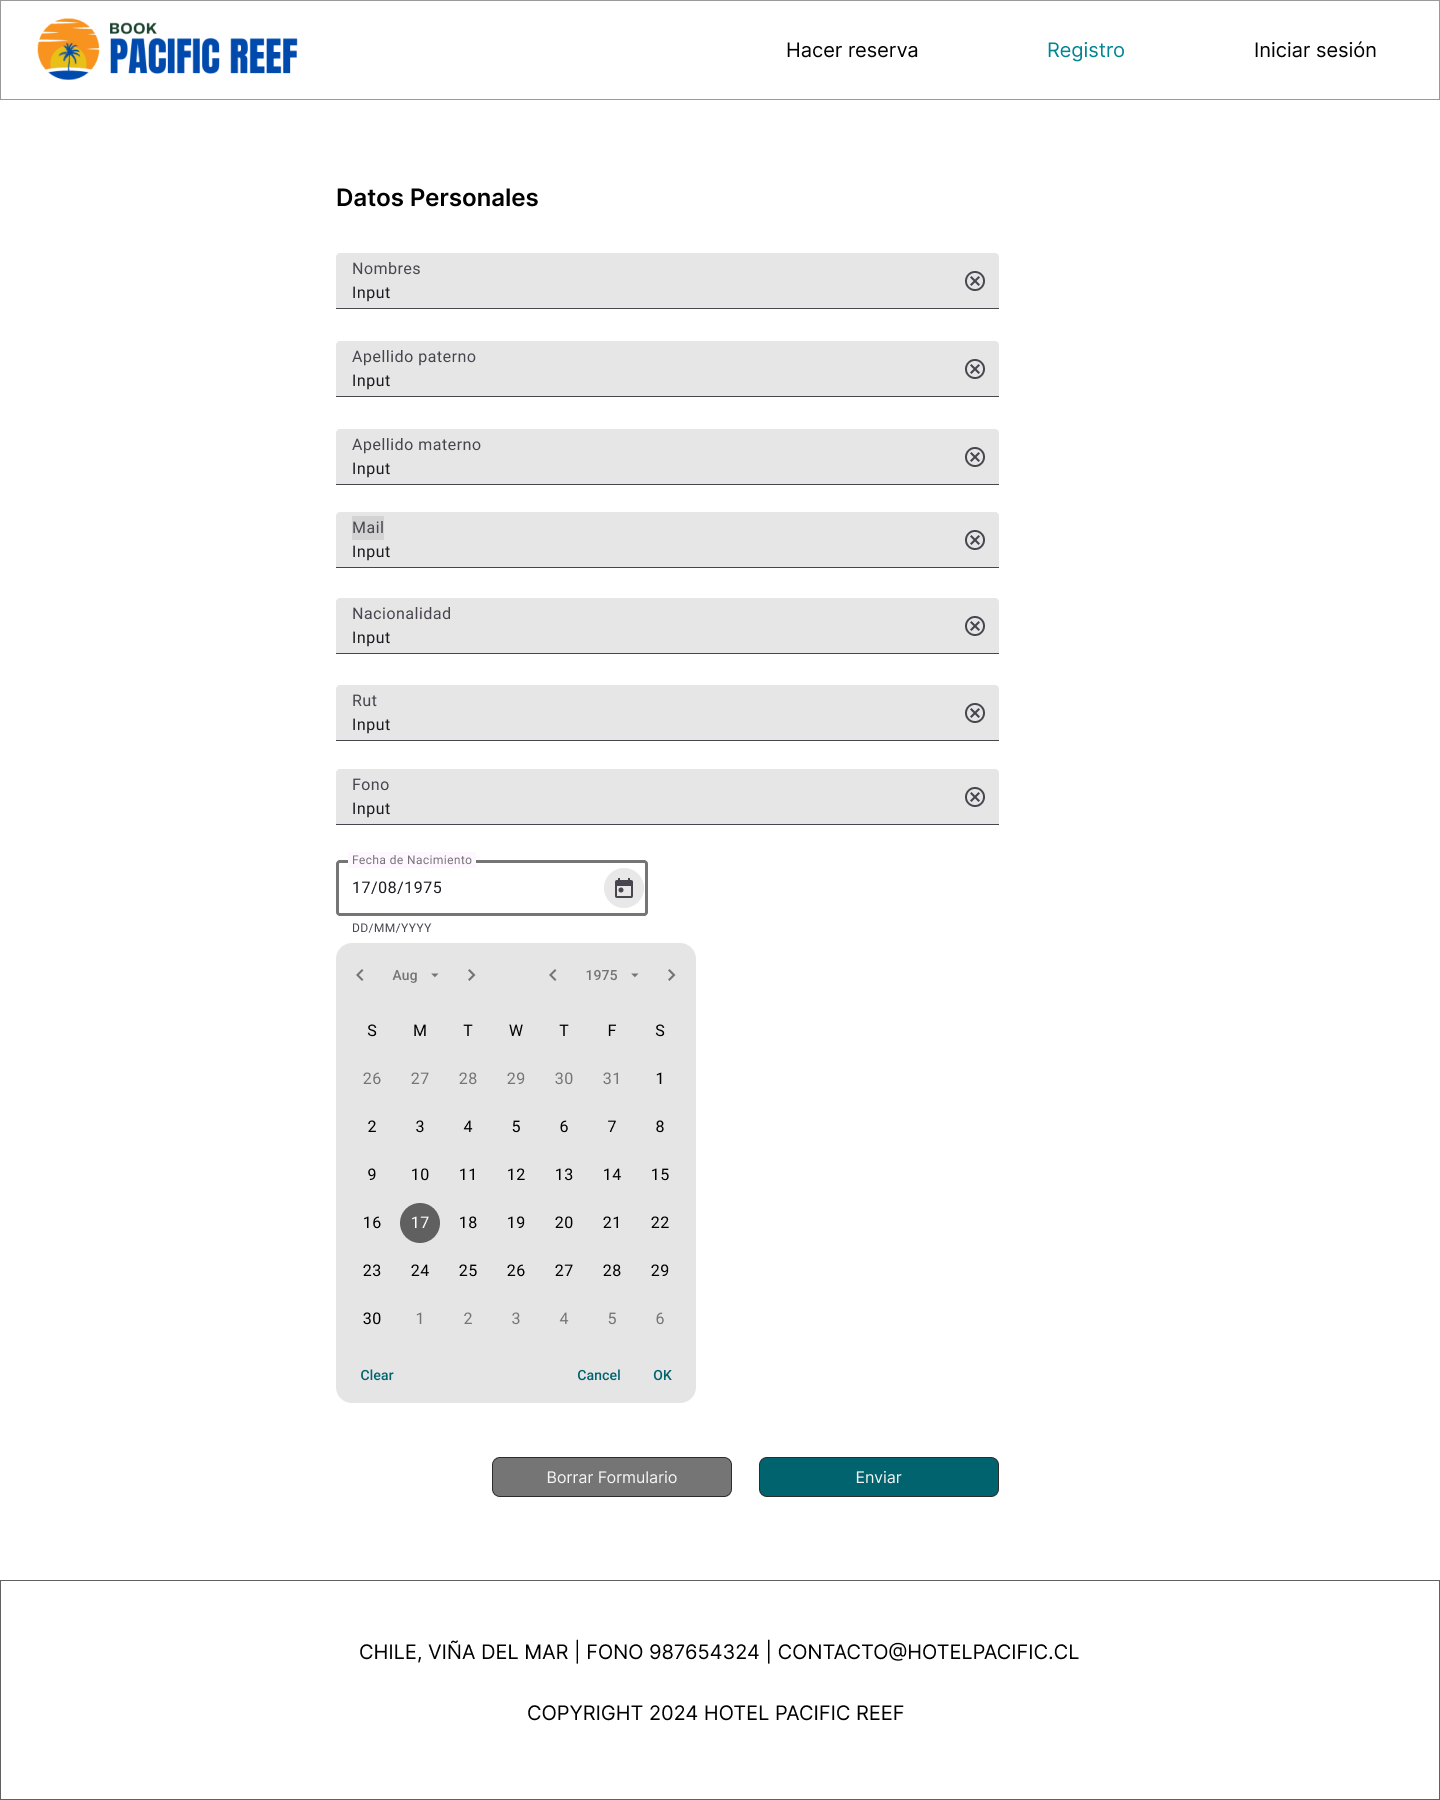 BOOK
PACIFIC REEF
Hacer reserva
Registro
Iniciar sesión
Datos Personales
Nombres
Input
Apellido paterno
Input
Apellido materno
Input
Mail
Input
Nacionalidad
Input
Rut
Input
Fono
Input
Fecha de Nacimiento
17/08/1975
DD/MM/YYYY
Aug 1975
S M T W T F S
26 27 28 29 30 31 1
2 3 4 5 6 7 8
9 10 11 12 13 14 15
16 17 18 19 20 21 22
23 24 25 26 27 28 29
30 1 2 3 4 5 6
Clear Cancel OK
Borrar Formulario
Enviar
CHILE, VIÑA DEL MAR | FONO 987654324 | CONTACTO@HOTELPACIFIC.CL
COPYRIGHT 2024 HOTEL PACIFIC REEF